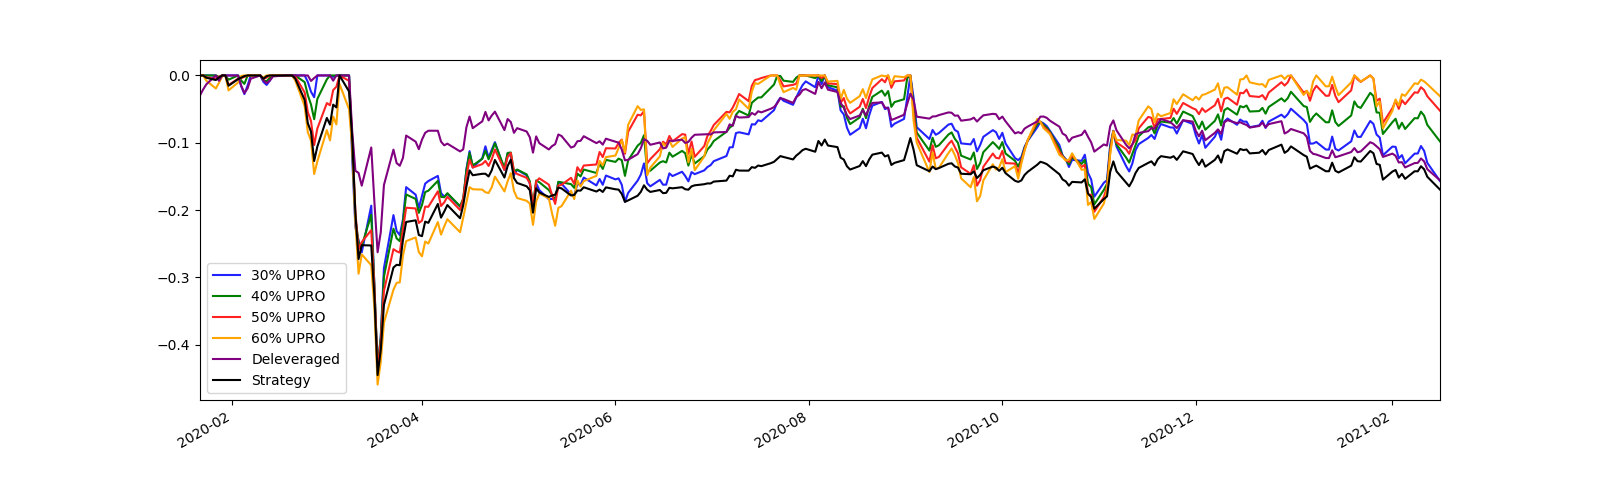 0.0
−0.1
−0.2
−0.3
−0.4
30% UPRO
40% UPRO
50% UPRO
60% UPRO
Deleveraged
Strategy
2020-02
2020-04
2020-06
2020-08
2020-10
2020-12
2021-02